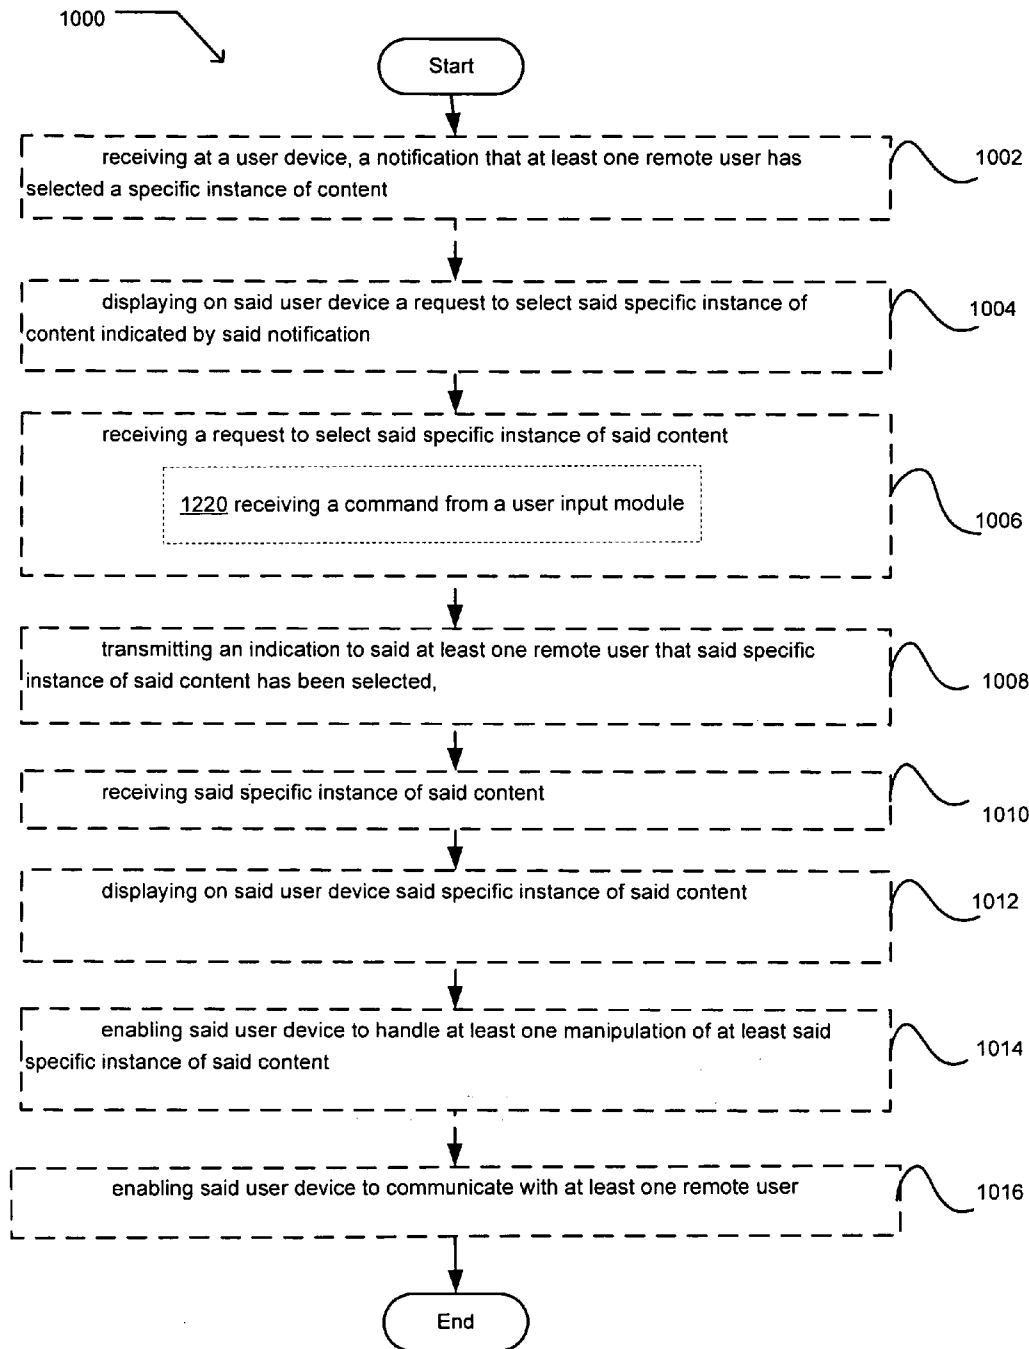 1000
Start
receiving at a user device, a notification that at least one remote user has
selected a specific instance of content
1002
displaying on said user device a request to select said specific instance of
content indicated by said notification
1004
receiving a request to select said specific instance of said content
1220 receiving a command from a user input module
1006
transmitting an indication to said at least one remote user that said specific
instance of said content has been selected,
1008
receiving said specific instance of said content
1010
displaying on said user device said specific instance of said content
1012
enabling said user device to handle at least one manipulation of at least said
specific instance of said content
1014
enabling said user device to communicate with at least one remote user
1016
End